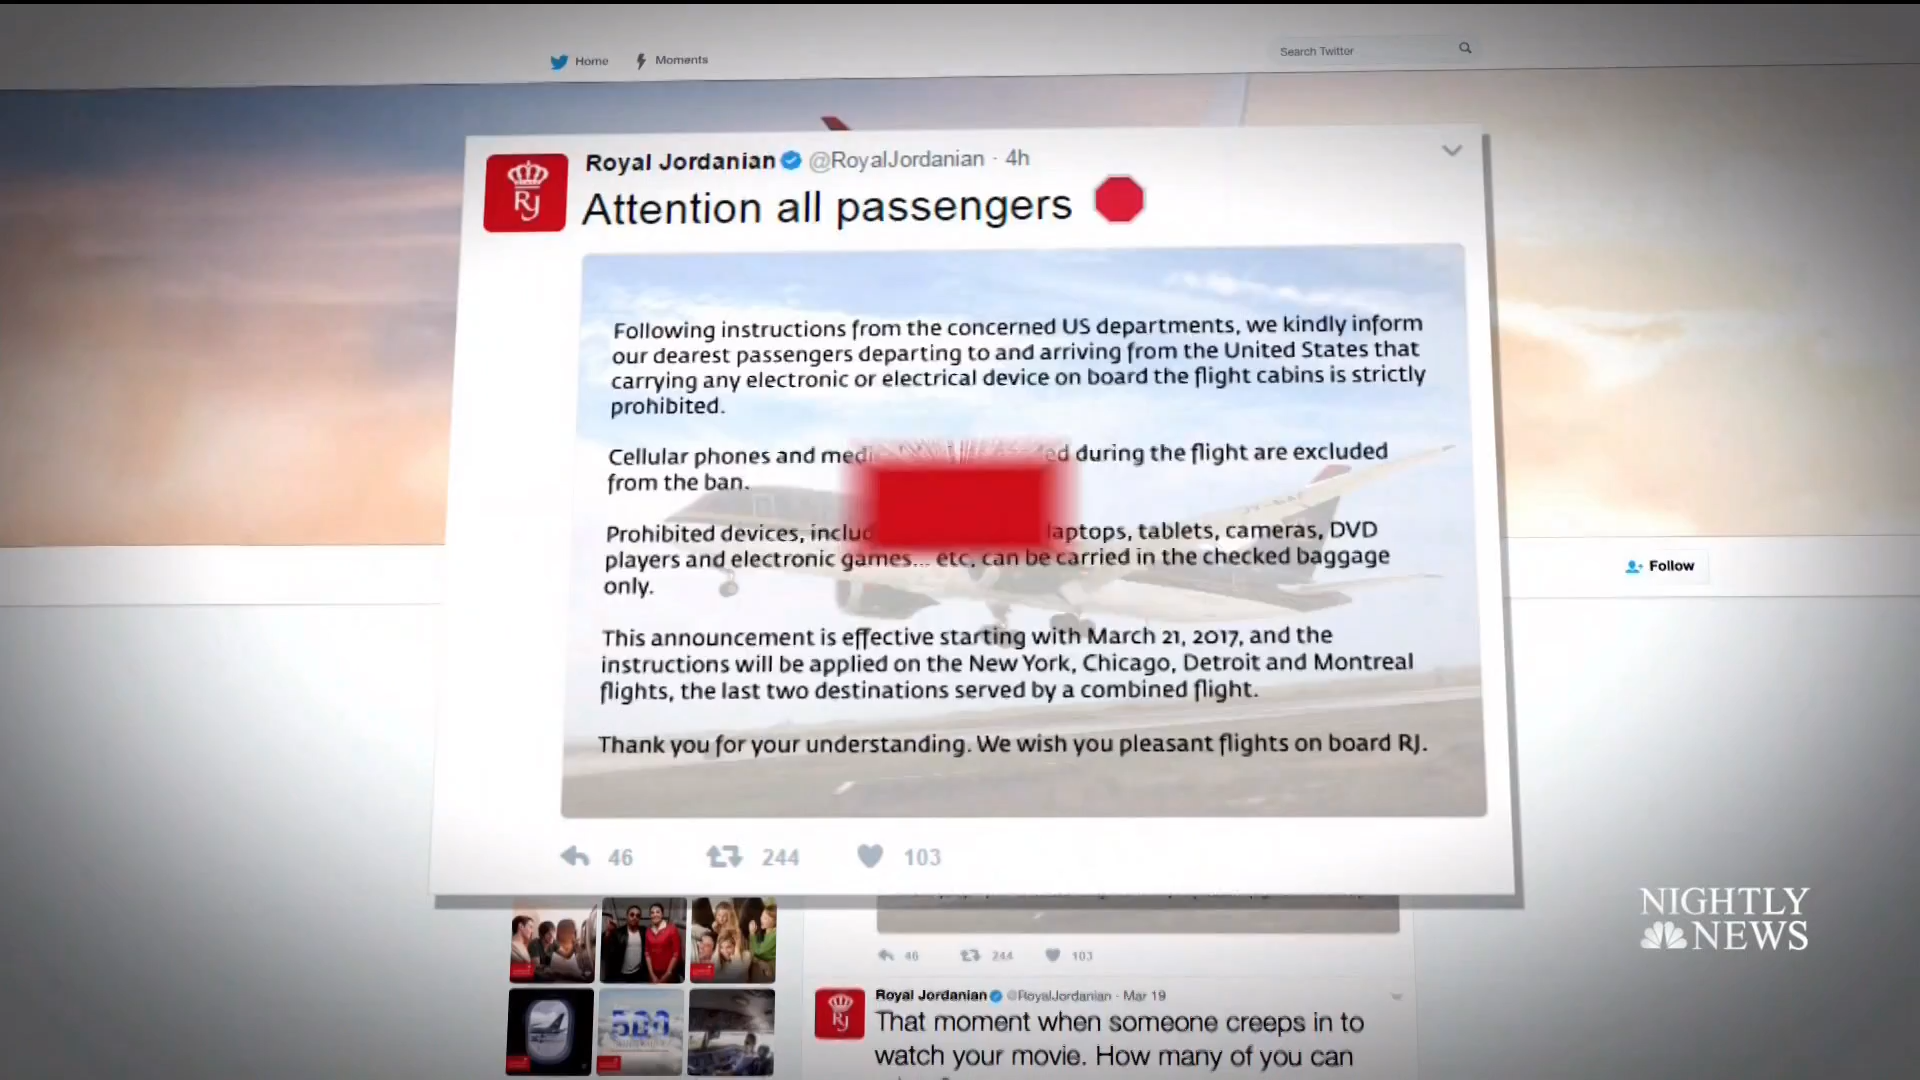 Home Moments Search Twitter
Royal Jordanian @RoyalJordanian · 4h
RJ
Attention all passengers
Following instructions from the concerned US departments, we kindly inform
our dearest passengers departing to and arriving from the United States that
carrying any electronic or electrical device on board the flight cabins is strictly
prohibited.
Cellular phones and during the flight are excluded
from the ban.
Prohibited devices, laptops, tablets, cameras, DVD
players and electronic games... etc, can be carried in the checked baggage
only.
This announcement is effective starting with March 21, 2017, and the
instructions will be applied on the New York, Chicago, Detroit and Montreal
flights, the last two destinations served by a combined flight.
Thank you for your understanding. We wish you pleasant flights on board RJ.
46 244 103
Follow
NIGHTLY
NEWS
46 244 103
500
Royal Jordanian @RoyalJordanian · Mar 19
RJ
That moment when someone creeps in to
watch your movie. How many of you can